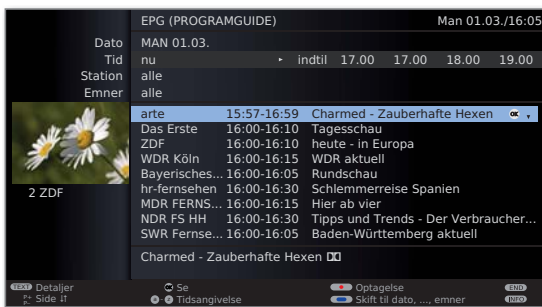 EPG (PROGRAMGUIDE) Man 01.03./16:05
Dato MAN 01.03.
Tid nu ▸ indtil 17.00 17.00 18.00 19.00
Station alle
Emner alle
arte 15:57-16:59 Charmed - Zauberhafte Hexen OK
Das Erste 16:00-16:10 Tagesschau
ZDF 16:00-16:10 heute - in Europa
WDR Köln 16:00-16:15 WDR aktuell
Bayerisches... 16:00-16:05 Rundschau
hr-fernsehen 16:00-16:30 Schlemmerreise Spanien
MDR FERNS... 16:00-16:15 Hier ab vier
NDR FS HH 16:00-16:30 Tipps und Trends - Der Verbraucher...
SWR Fernse... 16:00-16:05 Baden-Württemberg aktuell
2 ZDF
Charmed - Zauberhafte Hexen
TEXT Detaljer OK Se Optagelse END
P+ P- Side Tidsangivelse Skift til dato, ..., emner INFO